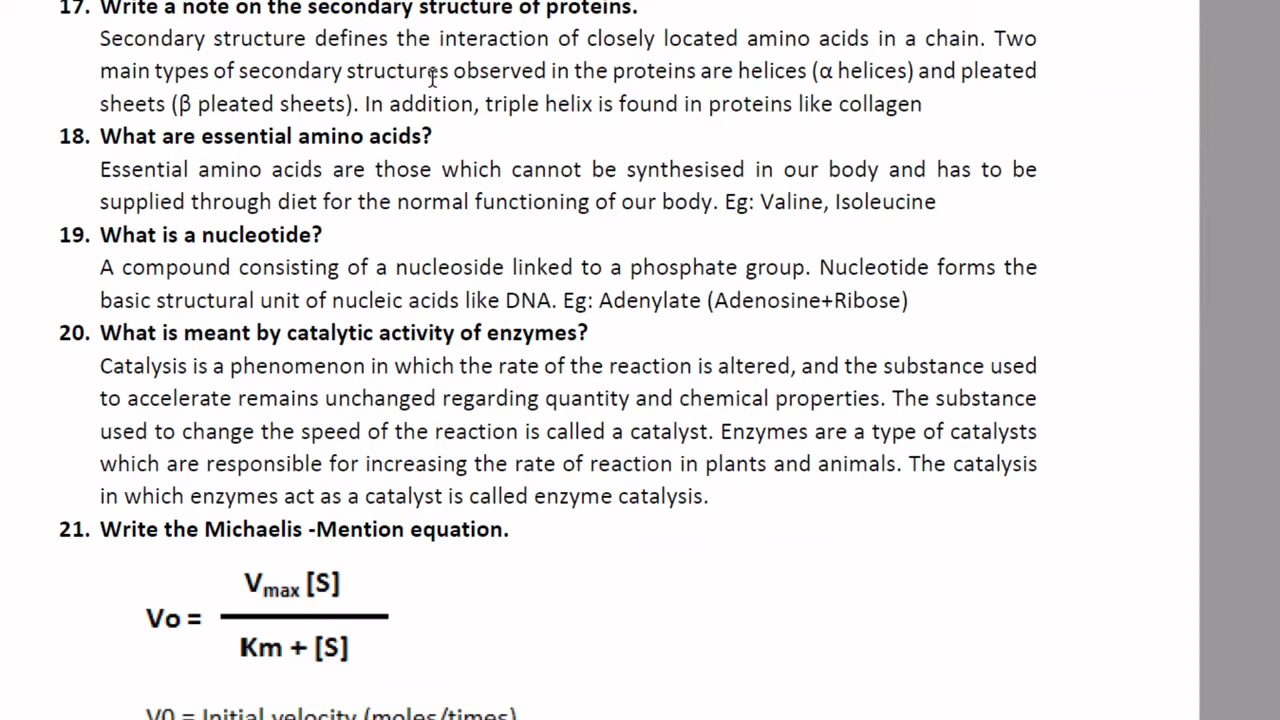 17. Write a note on the secondary structure of proteins.
Secondary structure defines the interaction of closely located amino acids in a chain. Two
main types of secondary structures observed in the proteins are helices (α helices) and pleated
sheets (β pleated sheets). In addition, triple helix is found in proteins like collagen
18. What are essential amino acids?
Essential amino acids are those which cannot be synthesised in our body and has to be
supplied through diet for the normal functioning of our body. Eg: Valine, Isoleucine
19. What is a nucleotide?
A compound consisting of a nucleoside linked to a phosphate group. Nucleotide forms the
basic structural unit of nucleic acids like DNA. Eg: Adenylate (Adenosine+Ribose)
20. What is meant by catalytic activity of enzymes?
Catalysis is a phenomenon in which the rate of the reaction is altered, and the substance used
to accelerate remains unchanged regarding quantity and chemical properties. The substance
used to change the speed of the reaction is called a catalyst. Enzymes are a type of catalysts
which are responsible for increasing the rate of reaction in plants and animals. The catalysis
in which enzymes act as a catalyst is called enzyme catalysis.
21. Write the Michaelis -Mention equation.
Vmax [S]
Vo =
Km + [S]
V0 = Initial velocity (moles/times)